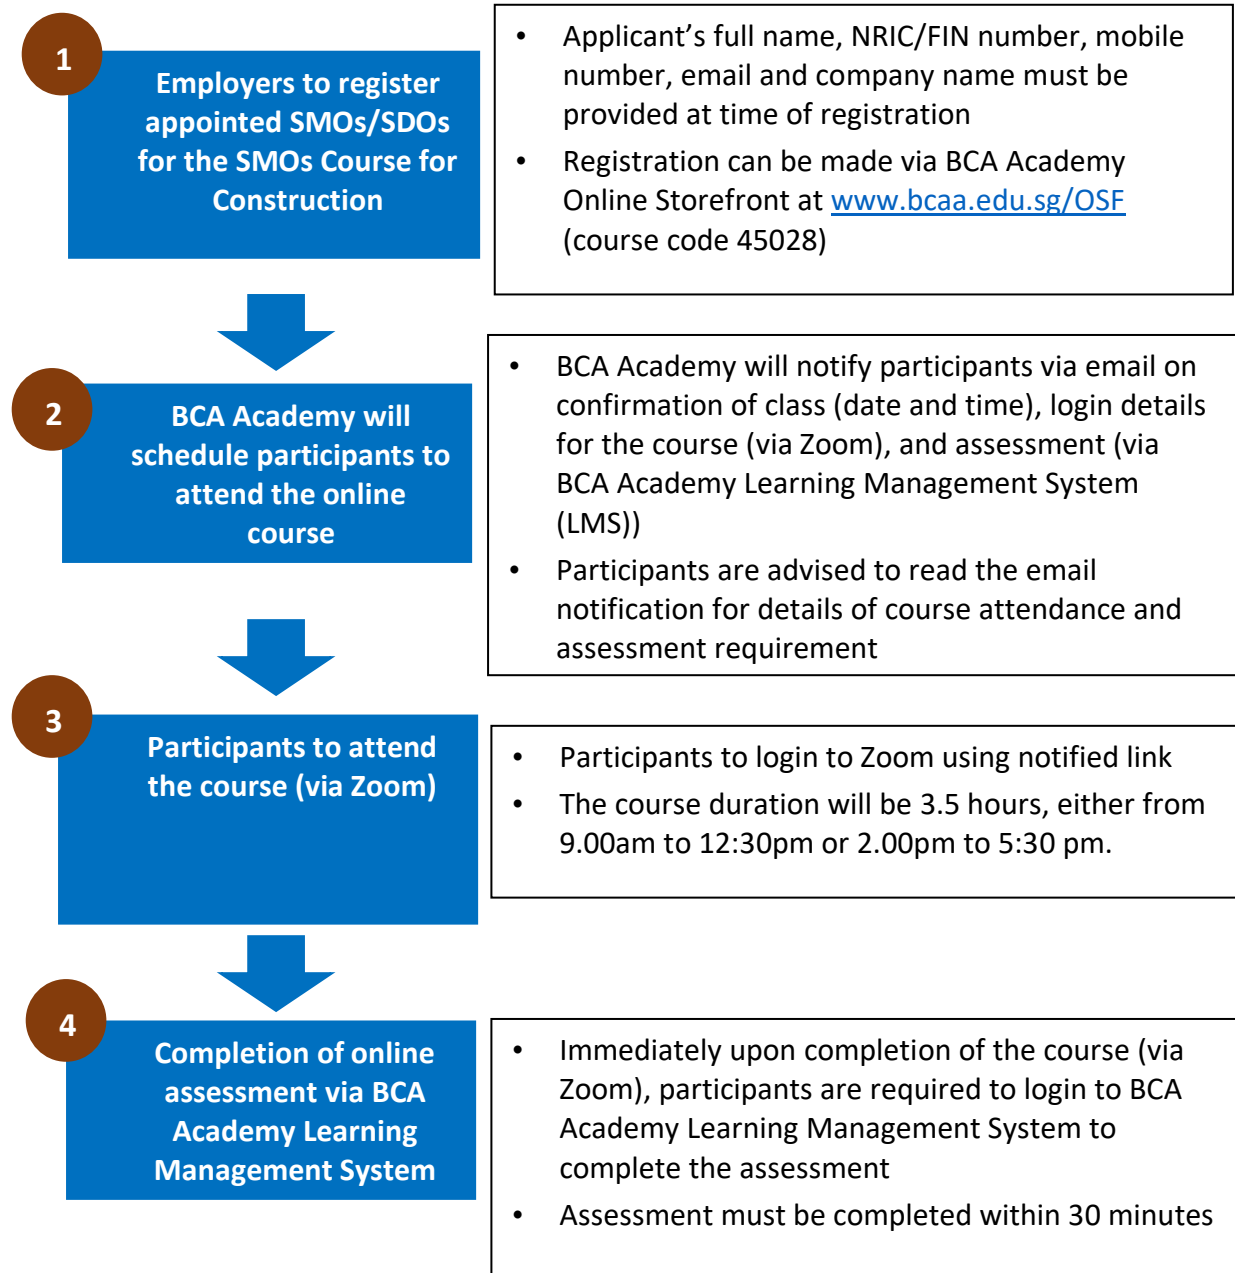 1
Employers to register
appointed SMOs/SDOs
for the SMOs Course for
Construction
• Applicant’s full name, NRIC/FIN number, mobile
number, email and company name must be
provided at time of registration
• Registration can be made via BCA Academy
Online Storefront at www.bcaa.edu.sg/OSF
(course code 45028)
2
BCA Academy will
schedule participants to
attend the online
course
• BCA Academy will notify participants via email on
confirmation of class (date and time), login details
for the course (via Zoom), and assessment (via
BCA Academy Learning Management System
(LMS))
• Participants are advised to read the email
notification for details of course attendance and
assessment requirement
3
Participants to attend
the course (via Zoom)
• Participants to login to Zoom using notified link
• The course duration will be 3.5 hours, either from
9.00am to 12:30pm or 2.00pm to 5:30 pm.
4
Completion of online
assessment via BCA
Academy Learning
Management System
• Immediately upon completion of the course (via
Zoom), participants are required to login to BCA
Academy Learning Management System to
complete the assessment
• Assessment must be completed within 30 minutes